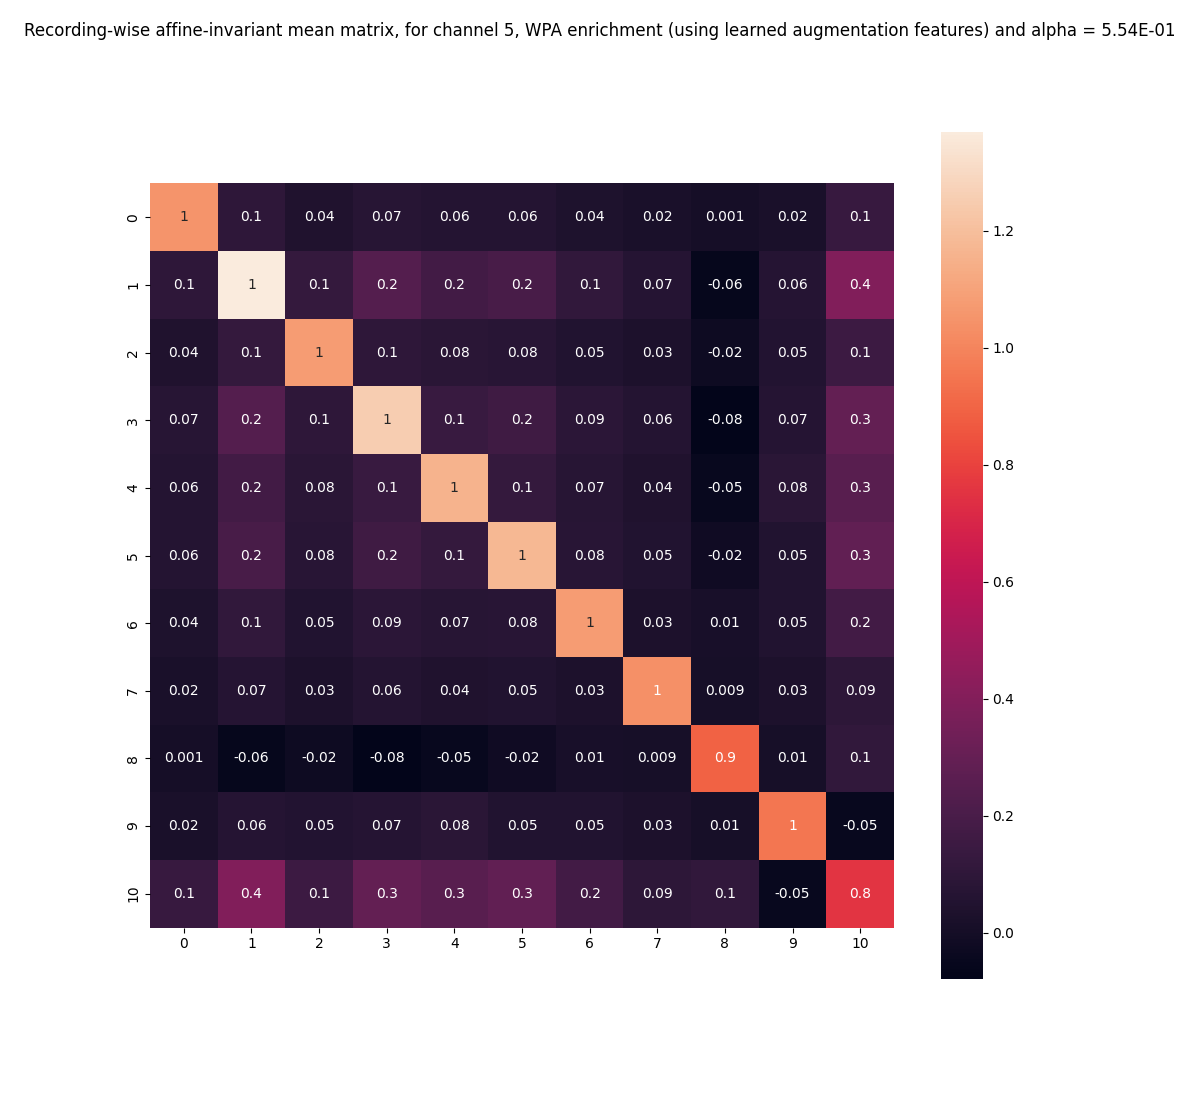 Recording-wise affine-invariant mean matrix, for channel 5, WPA enrichment (using learned augmentation features) and alpha = 5.54E-01
0 1 0.1 0.04 0.07 0.06 0.06 0.04 0.02 0.001 0.02 0.1
1 0.1 1 0.1 0.2 0.2 0.2 0.1 0.07 -0.06 0.06 0.4
2 0.04 0.1 1 0.1 0.08 0.08 0.05 0.03 -0.02 0.05 0.1
3 0.07 0.2 0.1 1 0.1 0.2 0.09 0.06 -0.08 0.07 0.3
4 0.06 0.2 0.08 0.1 1 0.1 0.07 0.04 -0.05 0.08 0.3
5 0.06 0.2 0.08 0.2 0.1 1 0.08 0.05 -0.02 0.05 0.3
6 0.04 0.1 0.05 0.09 0.07 0.08 1 0.03 0.01 0.05 0.2
7 0.02 0.07 0.03 0.06 0.04 0.05 0.03 1 0.009 0.03 0.09
8 0.001 -0.06 -0.02 -0.08 -0.05 -0.02 0.01 0.009 0.9 0.01 0.1
9 0.02 0.06 0.05 0.07 0.08 0.05 0.05 0.03 0.01 1 -0.05
10 0.1 0.4 0.1 0.3 0.3 0.3 0.2 0.09 0.1 -0.05 0.8
0 1 2 3 4 5 6 7 8 9 10
1.2
1.0
0.8
0.6
0.4
0.2
0.0